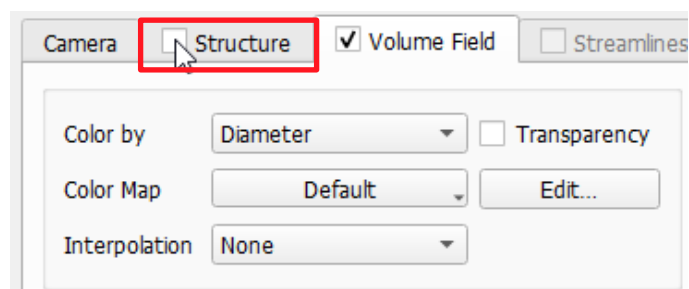 Camera Structure Volume Field Streamlines
Color by Diameter Transparency
Color Map Default Edit...
Interpolation None